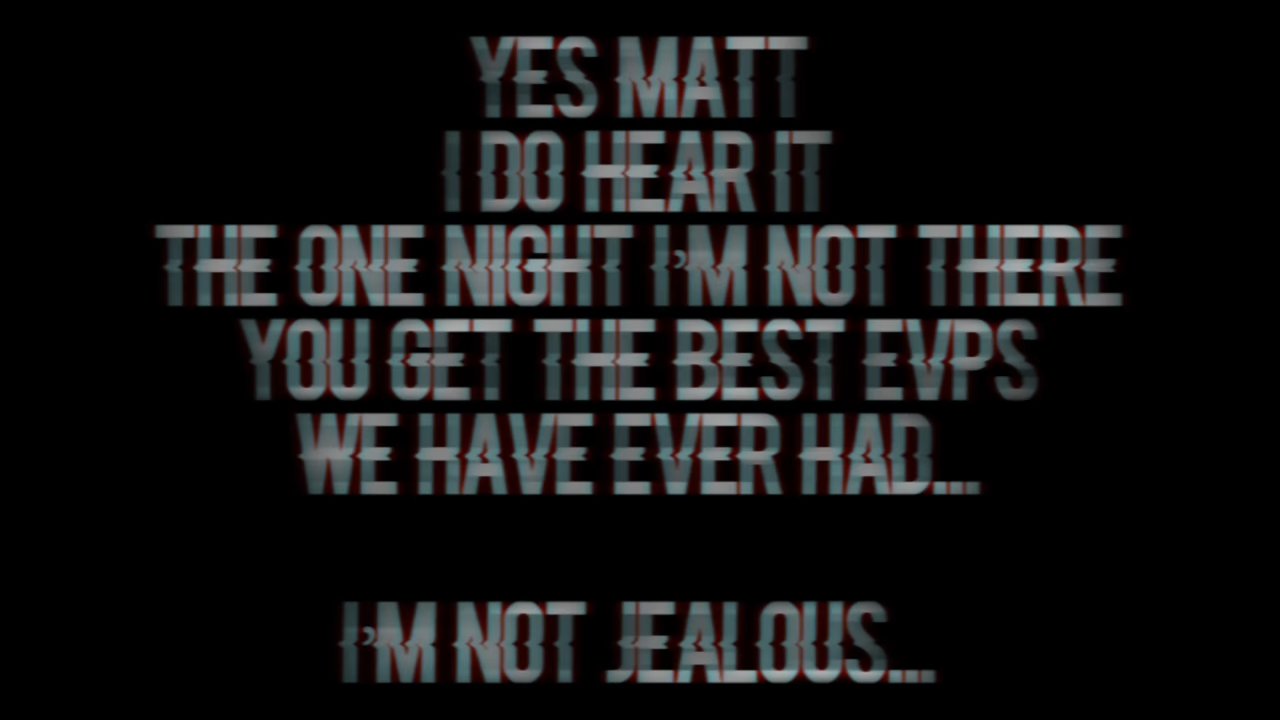 YES MATT
I DO HEAR IT
THE ONE NIGHT I'M NOT THERE
YOU GET THE BEST EVPS
WE HAVE EVER HAD...
I'M NOT JEALOUS...